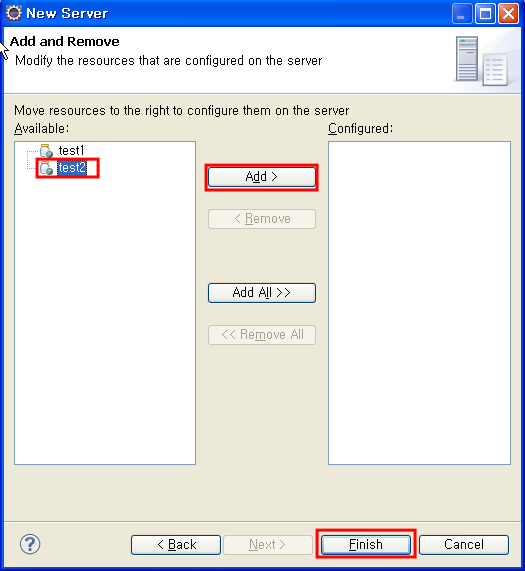 New Server
Add and Remove
Modify the resources that are configured on the server
Move resources to the right to configure them on the server
Available:
Configured:
test1
test2
Add >
< Remove
Add All >>
<< Remove All
?
< Back
Next >
Finish
Cancel